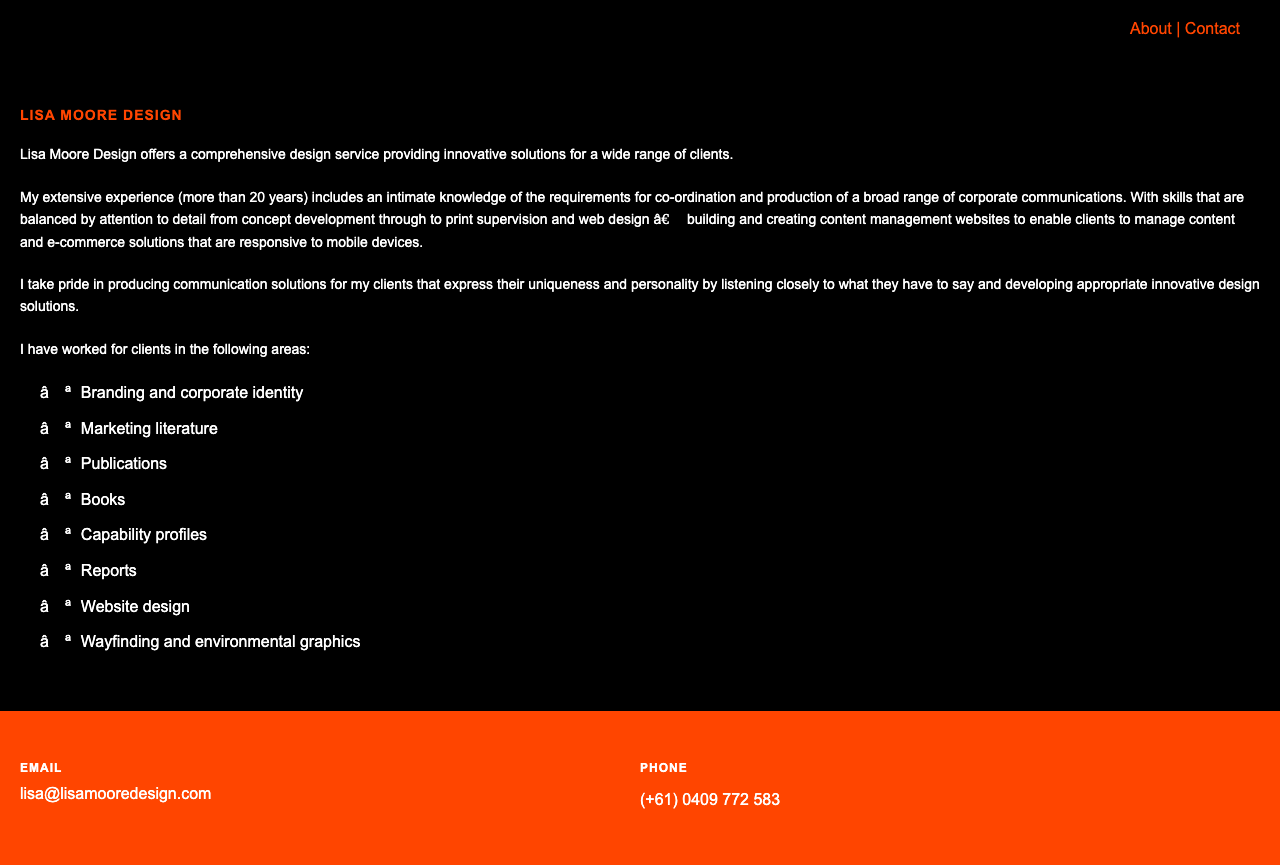 About | Contact
LISA MOORE DESIGN
Lisa Moore Design offers a comprehensive design service providing innovative solutions for a wide range of clients.
My extensive experience (more than 20 years) includes an intimate knowledge of the requirements for co-ordination and production of a broad range of corporate communications. With skills that are
balanced by attention to detail from concept development through to print supervision and web design â€ building and creating content management websites to enable clients to manage content
and e-commerce solutions that are responsive to mobile devices.
I take pride in producing communication solutions for my clients that express their uniqueness and personality by listening closely to what they have to say and developing appropriate innovative design
solutions.
I have worked for clients in the following areas:
â ª Branding and corporate identity
â ª Marketing literature
â ª Publications
â ª Books
â ª Capability profiles
â ª Reports
â ª Website design
â ª Wayfinding and environmental graphics
EMAIL
lisa@lisamooredesign.com
PHONE
(+61) 0409 772 583